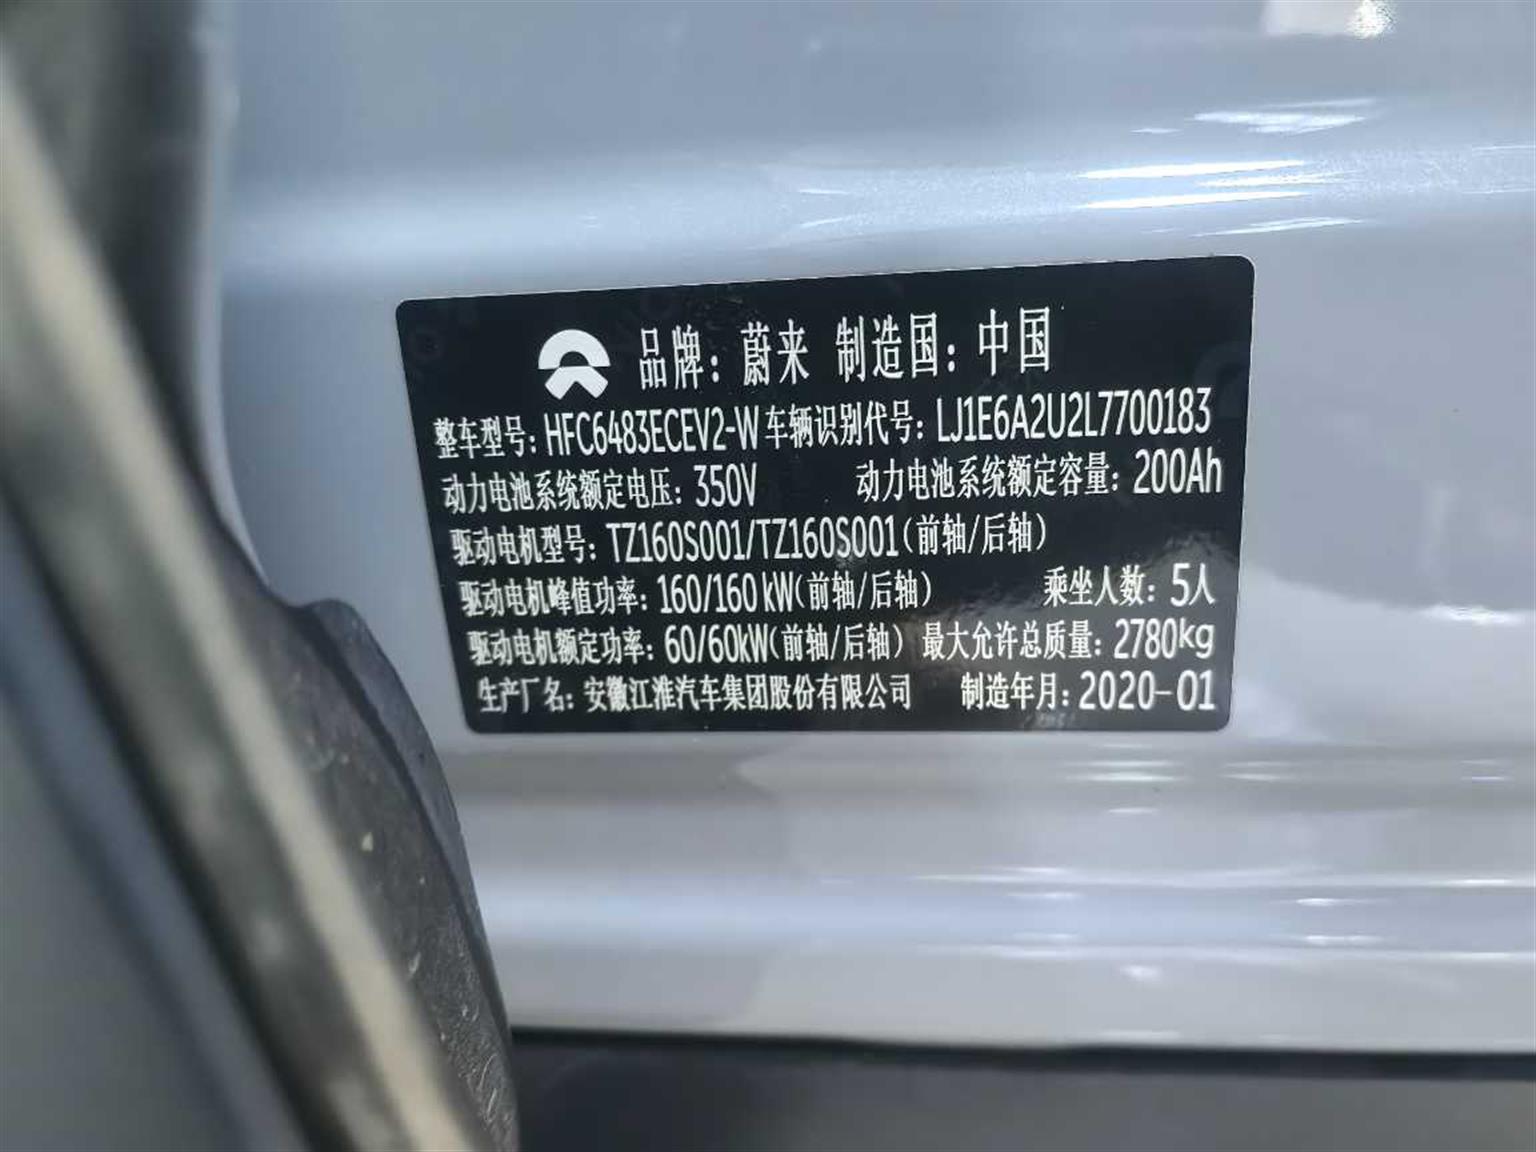 品牌：蔚来 制造国：中国
整车型号：HFC6483ECEV2-W 车辆识别代号：LJ1E6A2U2L7700183
动力电池系统额定电压：350V 动力电池系统额定容量：200Ah
驱动电机型号：TZ160S001/TZ160S001(前轴/后轴)
驱动电机峰值功率：160/160kW(前轴/后轴) 乘坐人数：5人
驱动电机额定功率：60/60kW(前轴/后轴) 最大允许总质量：2780kg
生产厂名：安徽江淮汽车集团股份有限公司 制造年月：2020-01